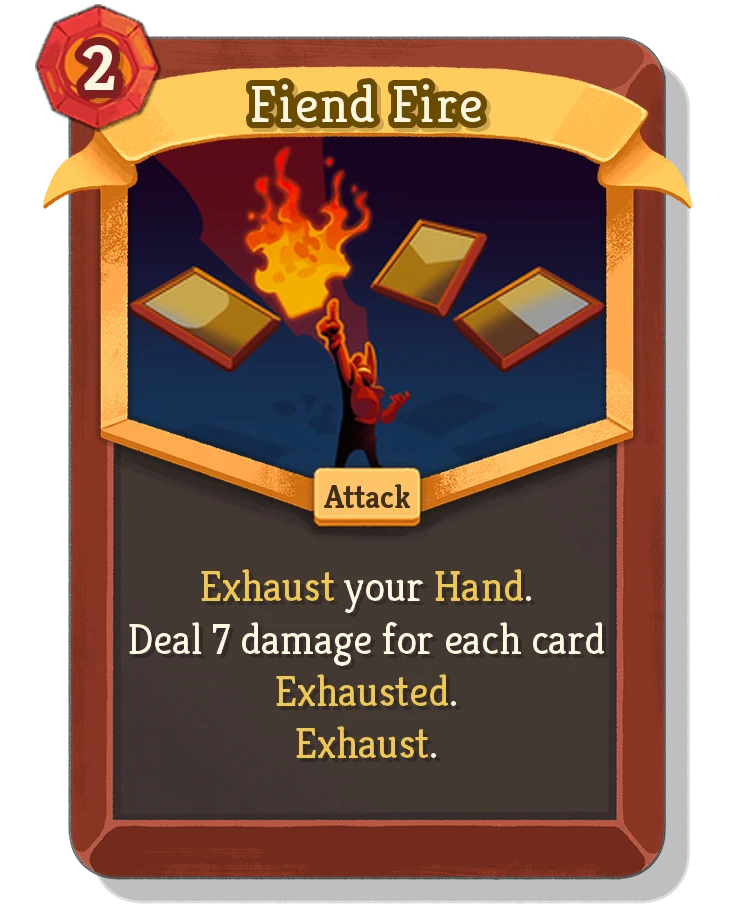 2
Fiend Fire
Attack
Exhaust your Hand.
Deal 7 damage for each card
Exhausted.
Exhaust.